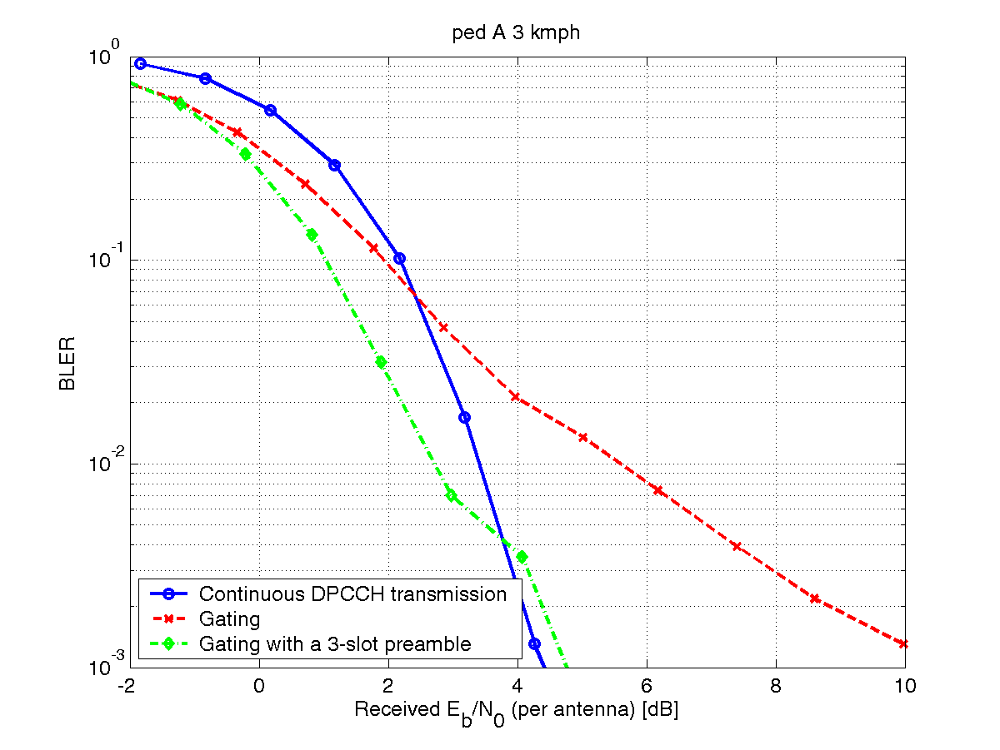 ped A 3 kmph
10^0
10^-1
10^-2
10^-3
BLER
-2 0 2 4 6 8 10
Received E_b/N_0 (per antenna) [dB]
Continuous DPCCH transmission
Gating
Gating with a 3-slot preamble